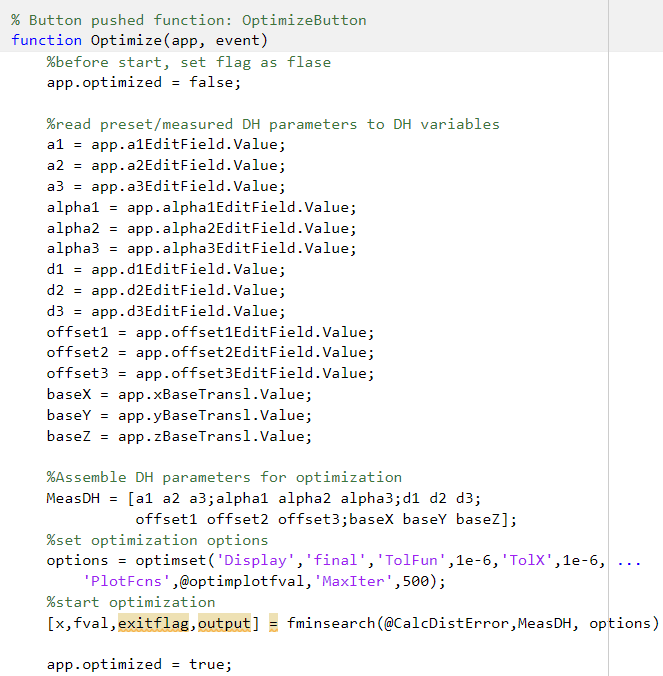 % Button pushed function: OptimizeButton
function Optimize(app, event)
%before start, set flag as flase
app.optimized = false;
%read preset/measured DH parameters to DH variables
a1 = app.a1EditField.Value;
a2 = app.a2EditField.Value;
a3 = app.a3EditField.Value;
alpha1 = app.alpha1EditField.Value;
alpha2 = app.alpha2EditField.Value;
alpha3 = app.alpha3EditField.Value;
d1 = app.d1EditField.Value;
d2 = app.d2EditField.Value;
d3 = app.d3EditField.Value;
offset1 = app.offset1EditField.Value;
offset2 = app.offset2EditField.Value;
offset3 = app.offset3EditField.Value;
baseX = app.xBaseTransl.Value;
baseY = app.yBaseTransl.Value;
baseZ = app.zBaseTransl.Value;
%Assemble DH parameters for optimization
MeasDH = [a1 a2 a3;alpha1 alpha2 alpha3;d1 d2 d3;
offset1 offset2 offset3;baseX baseY baseZ];
%set optimization options
options = optimset('Display','final','TolFun',1e-6,'TolX',1e-6, ...
'PlotFcns',@optimplotfval,'MaxIter',500);
%start optimization
[x,fval,exitflag,output] = fminsearch(@CalcDistError,MeasDH, options)
app.optimized = true;